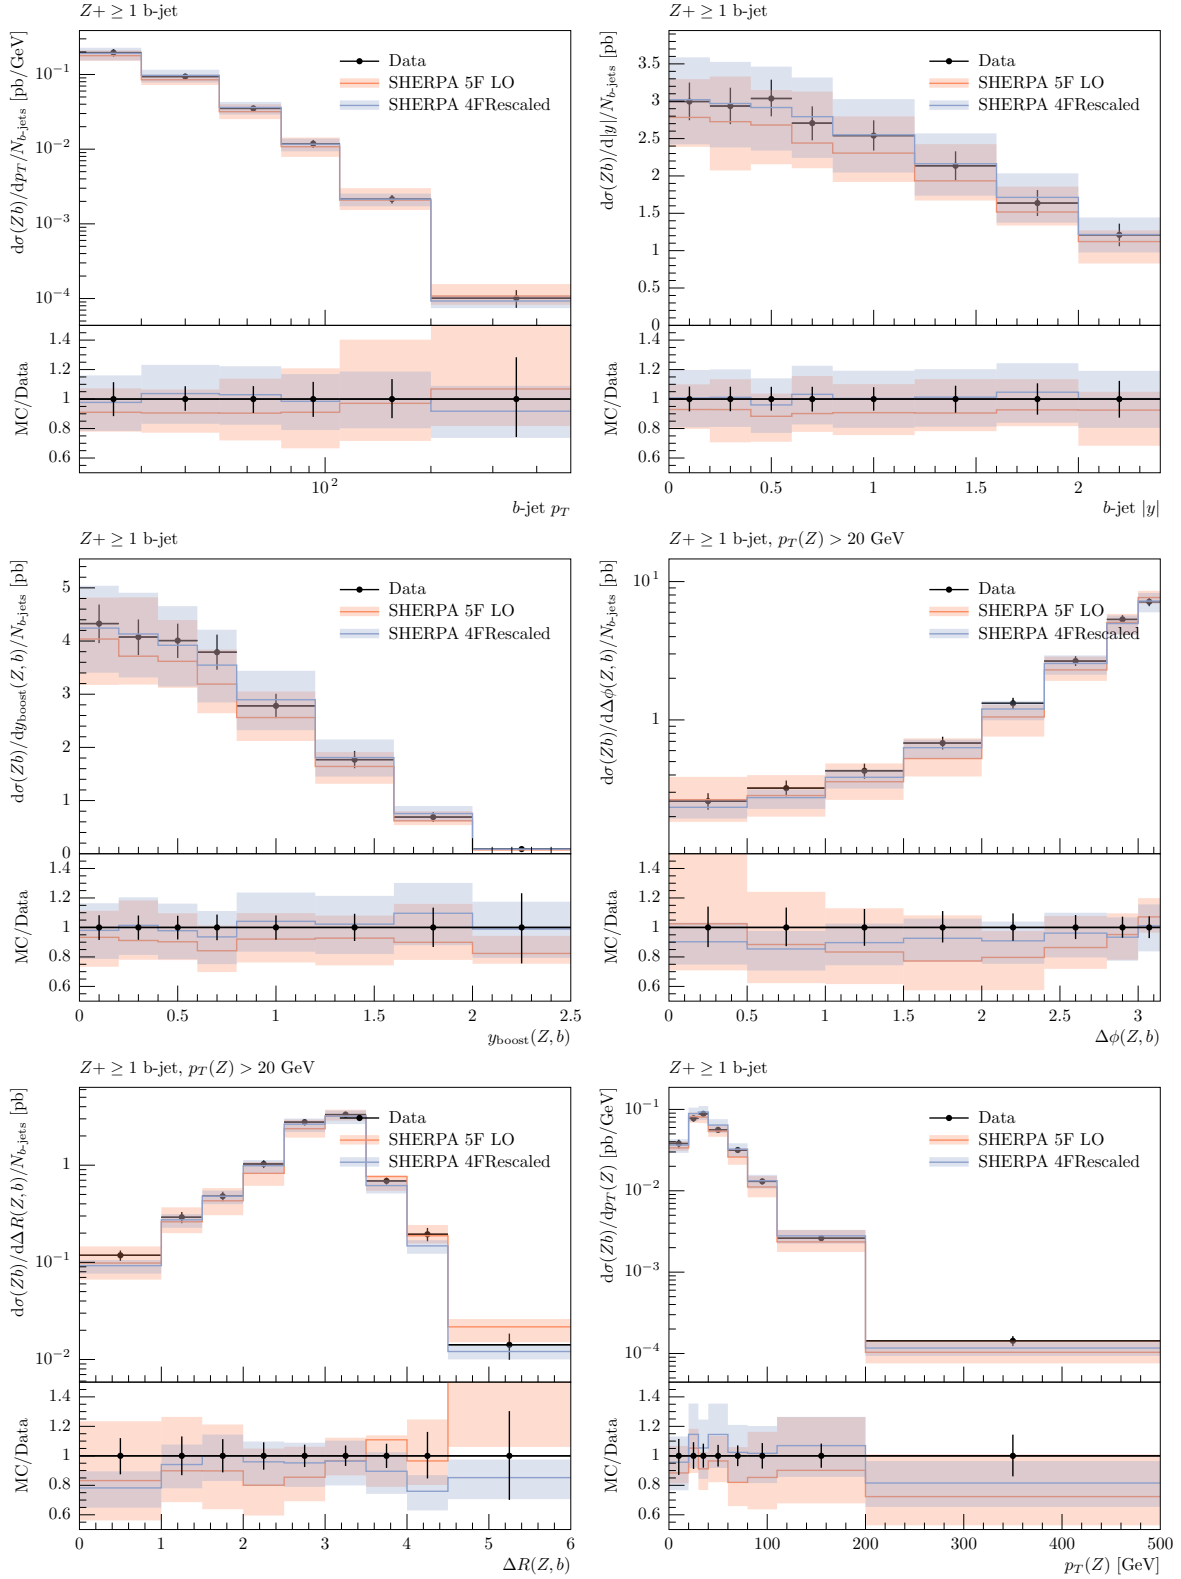 Z+ ≥ 1 b-jet
dσ(Zb)/dp_T/N_b-jets [pb/GeV]
10^−1
10^−2
10^−3
10^−4
Data
SHERPA 5F LO
SHERPA 4FRescaled
MC/Data
1.4
1.2
1
0.8
0.6
10^2
b-jet p_T
Z+ ≥ 1 b-jet
dσ(Zb)/d|y|/N_b-jets [pb]
3.5
3
2.5
2
1.5
1
0.5
0
Data
SHERPA 5F LO
SHERPA 4FRescaled
MC/Data
1.4
1.2
1
0.8
0.6
0 0.5 1 1.5 2
b-jet |y|
Z+ ≥ 1 b-jet
dσ(Zb)/dy_boost(Z, b)/N_b-jets [pb]
5
4
3
2
1
0
Data
SHERPA 5F LO
SHERPA 4FRescaled
MC/Data
1.4
1.2
1
0.8
0.6
0 0.5 1 1.5 2 2.5
y_boost(Z, b)
Z+ ≥ 1 b-jet, p_T(Z) > 20 GeV
dσ(Zb)/dΔϕ(Z, b)/N_b-jets [pb]
10^1
1
Data
SHERPA 5F LO
SHERPA 4FRescaled
MC/Data
1.4
1.2
1
0.8
0.6
0 0.5 1 1.5 2 2.5 3
Δϕ(Z, b)
Z+ ≥ 1 b-jet, p_T(Z) > 20 GeV
dσ(Zb)/dΔR(Z, b)/N_b-jets [pb]
1
10^−1
10^−2
Data
SHERPA 5F LO
SHERPA 4FRescaled
MC/Data
1.4
1.2
1
0.8
0.6
0 1 2 3 4 5 6
ΔR(Z, b)
Z+ ≥ 1 b-jet
dσ(Zb)/dp_T(Z) [pb/GeV]
10^−1
10^−2
10^−3
10^−4
Data
SHERPA 5F LO
SHERPA 4FRescaled
MC/Data
1.4
1.2
1
0.8
0.6
0 100 200 300 400 500
p_T(Z) [GeV]